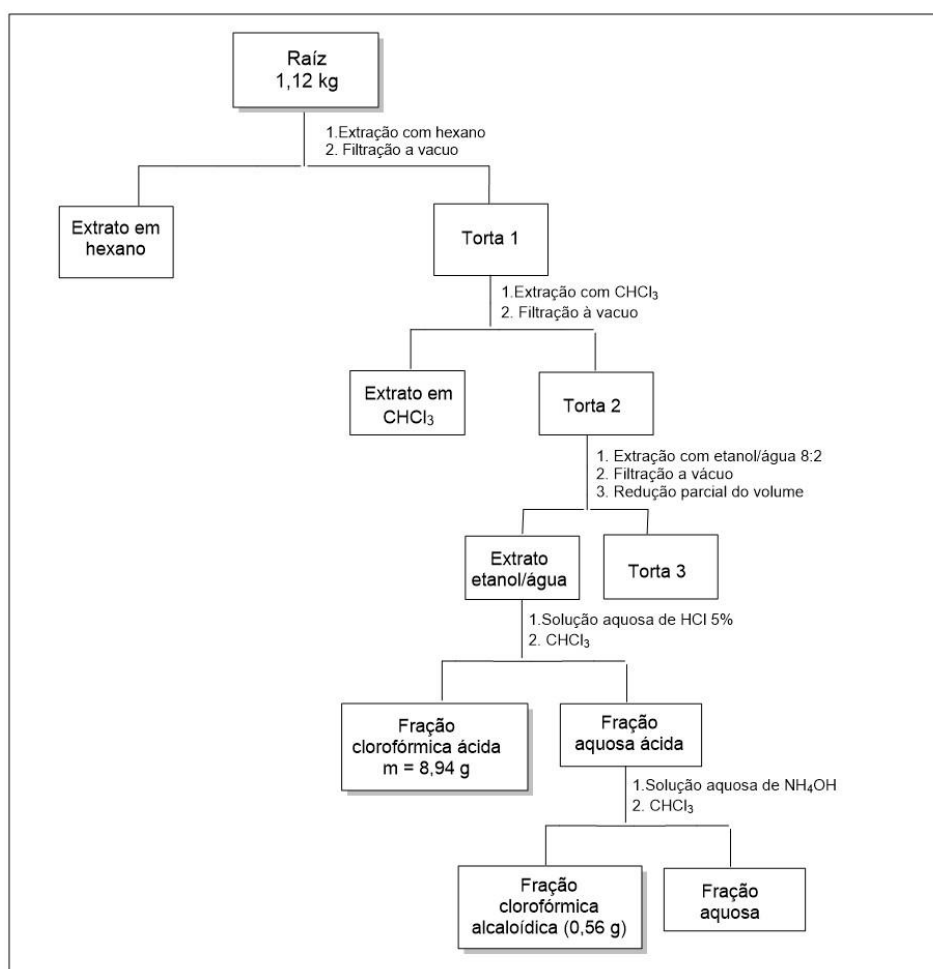 Raíz
1,12 kg
1.Extração com hexano
2. Filtração a vacuo
Extrato em
hexano
Torta 1
1.Extração com CHCl₃
2. Filtração à vacuo
Extrato em
CHCl₃
Torta 2
1. Extração com etanol/água 8:2
2. Filtração a vácuo
3. Redução parcial do volume
Extrato
etanol/água
Torta 3
1.Solução aquosa de HCl 5%
2. CHCl₃
Fração
clorofórmica ácida
m = 8,94 g
Fração
aquosa ácida
1.Solução aquosa de NH₄OH
2. CHCl₃
Fração
clorofórmica
alcaloídica (0,56 g)
Fração
aquosa